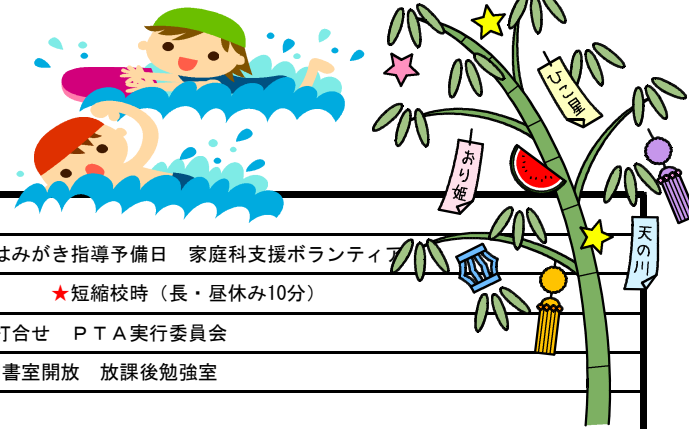 ひこ星
おり姫
天の川
はみがき指導予備日　家庭科支援ボランティア
★短縮校時（長・昼休み10分）
打合せ　ＰＴＡ実行委員会
書室開放　放課後勉強室